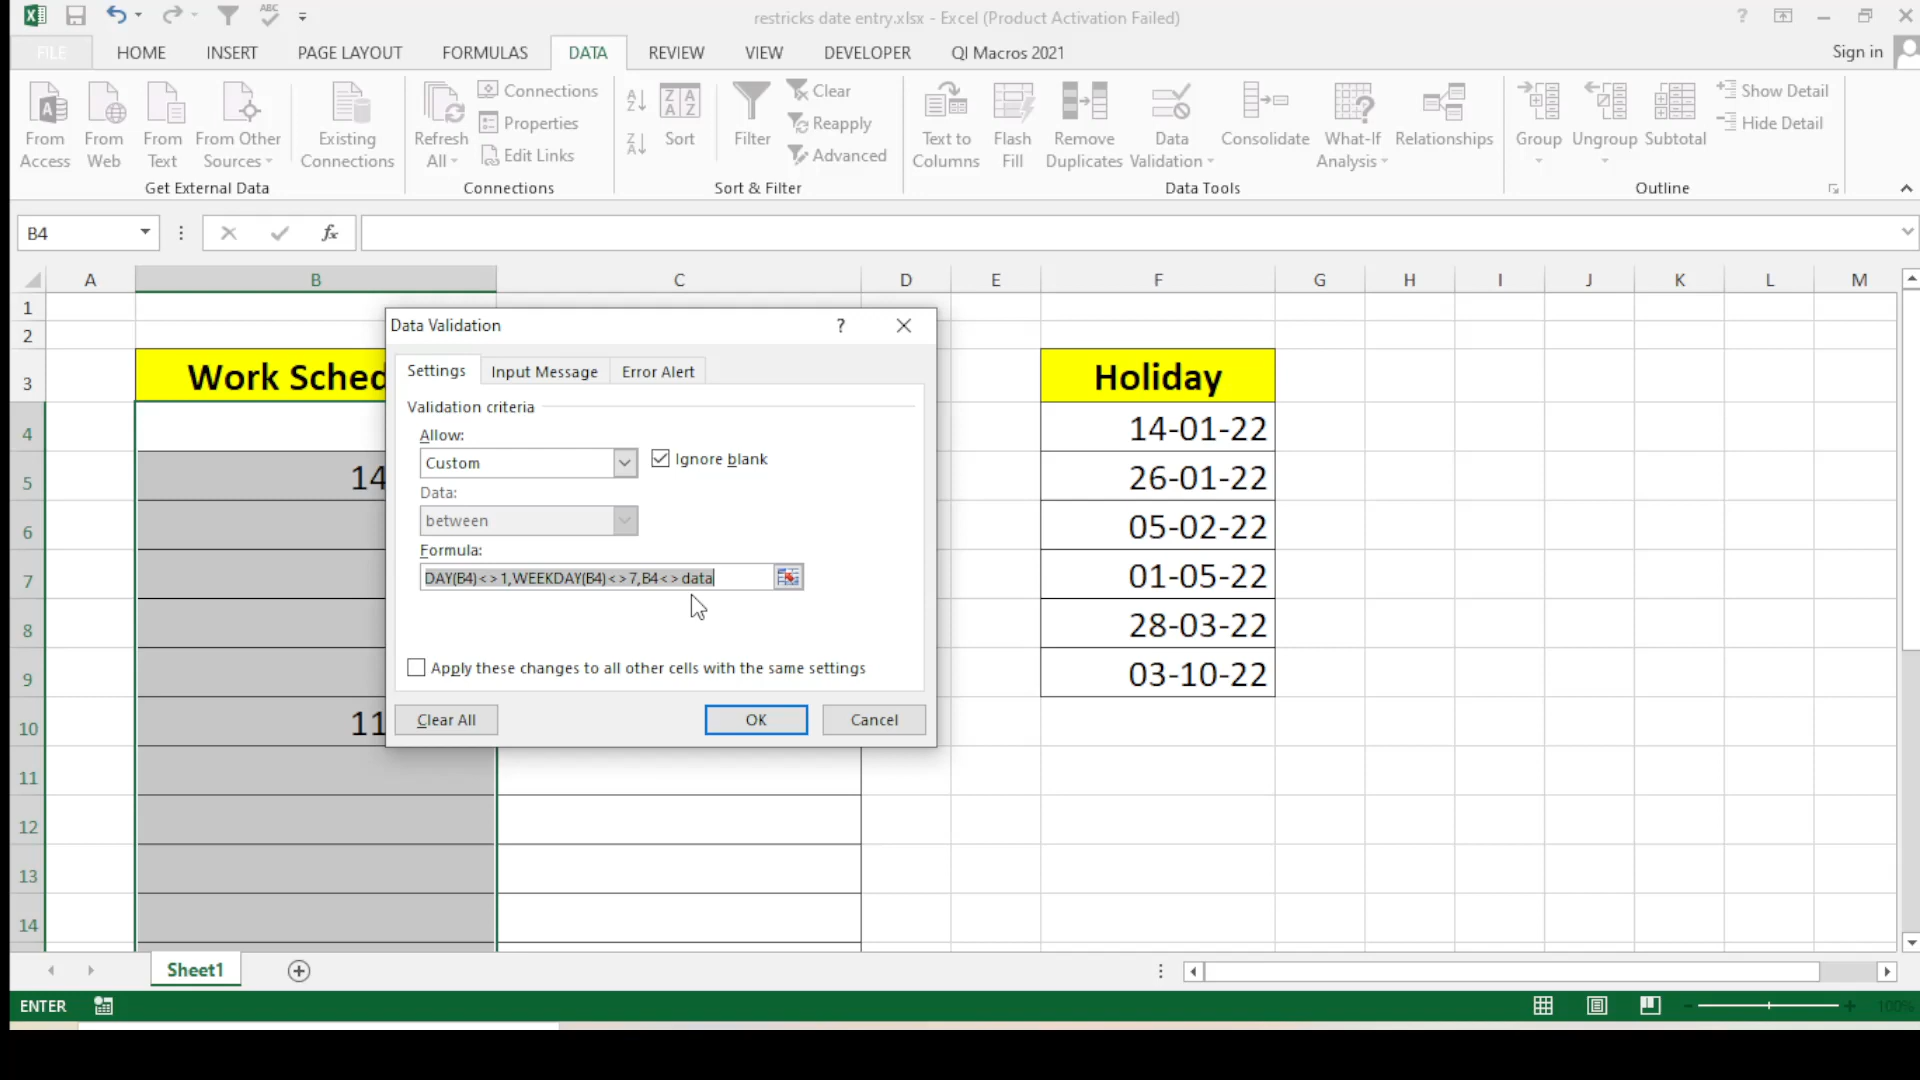 restricks date entry.xlsx - Excel (Product Activation Failed)
ABC
FILE
HOME
INSERT
PAGE LAYOUT
FORMULAS
DATA
REVIEW
VIEW
DEVELOPER
QI Macros 2021
Sign in
From Access
From Web
From Text
From Other Sources
Existing Connections
Get External Data
Refresh All
Connections
Properties
Edit Links
Connections
Sort
Filter
Clear
Reapply
Advanced
Sort & Filter
Text to Columns
Flash Fill
Remove Duplicates
Data Validation
Consolidate
What-If Analysis
Relationships
Data Tools
Group
Ungroup
Subtotal
Show Detail
Hide Detail
Outline
B4
fx
A B C D E F G H I J K L M
1
2
3
Work Sched
Holiday
4
14-01-22
5
14
26-01-22
6
05-02-22
7
01-05-22
8
28-03-22
9
03-10-22
10
11
11
12
13
14
Data Validation
?
Settings
Input Message
Error Alert
Validation criteria
Allow:
Custom
Ignore blank
Data:
between
Formula:
DAY(B4)<>1,WEEKDAY(B4)<>7,B4<>data
Apply these changes to all other cells with the same settings
Clear All
OK
Cancel
Sheet1
ENTER
100%